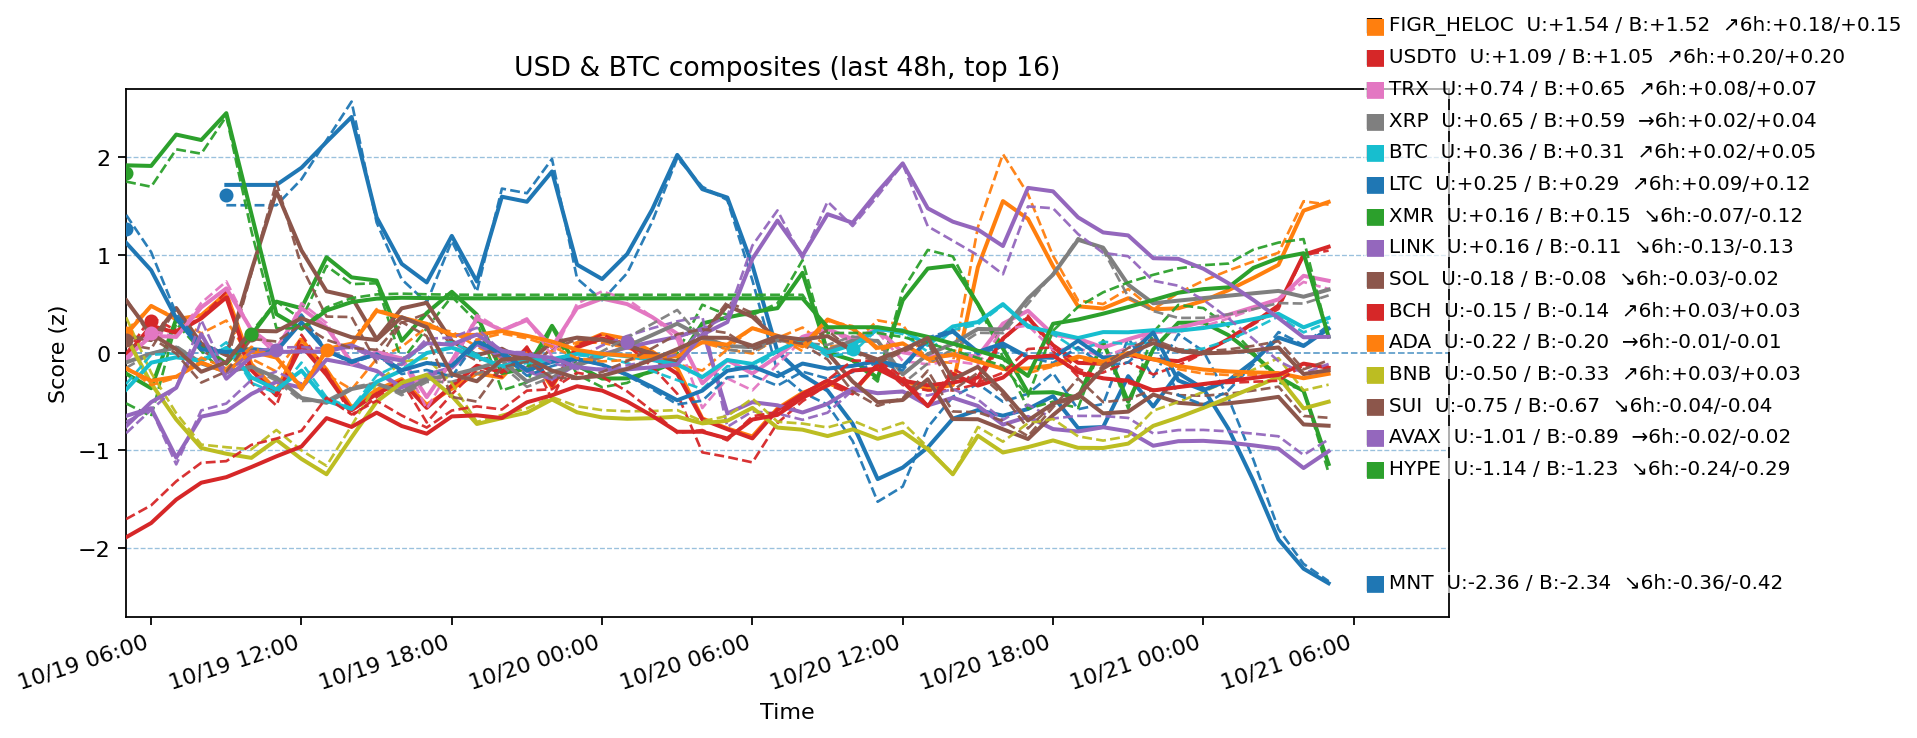 USD & BTC composites (last 48h, top 16)
FIGR_HELOC U:+1.54 / B:+1.52 ↗6h:+0.18/+0.15
USDT0 U:+1.09 / B:+1.05 ↗6h:+0.20/+0.20
TRX U:+0.74 / B:+0.65 ↗6h:+0.08/+0.07
XRP U:+0.65 / B:+0.59 →6h:+0.02/+0.04
BTC U:+0.36 / B:+0.31 ↗6h:+0.02/+0.05
LTC U:+0.25 / B:+0.29 ↗6h:+0.09/+0.12
XMR U:+0.16 / B:+0.15 ↘6h:-0.07/-0.12
LINK U:+0.16 / B:-0.11 ↘6h:-0.13/-0.13
SOL U:-0.18 / B:-0.08 ↘6h:-0.03/-0.02
BCH U:-0.15 / B:-0.14 ↗6h:+0.03/+0.03
ADA U:-0.22 / B:-0.20 →6h:-0.01/-0.01
BNB U:-0.50 / B:-0.33 ↗6h:+0.03/+0.03
SUI U:-0.75 / B:-0.67 ↘6h:-0.04/-0.04
AVAX U:-1.01 / B:-0.89 →6h:-0.02/-0.02
HYPE U:-1.14 / B:-1.23 ↘6h:-0.24/-0.29
MNT U:-2.36 / B:-2.34 ↘6h:-0.36/-0.42
Score (z)
2
1
0
−1
−2
10/19 06:00
10/19 12:00
10/19 18:00
10/20 00:00
10/20 06:00
10/20 12:00
10/20 18:00
10/21 00:00
10/21 06:00
Time